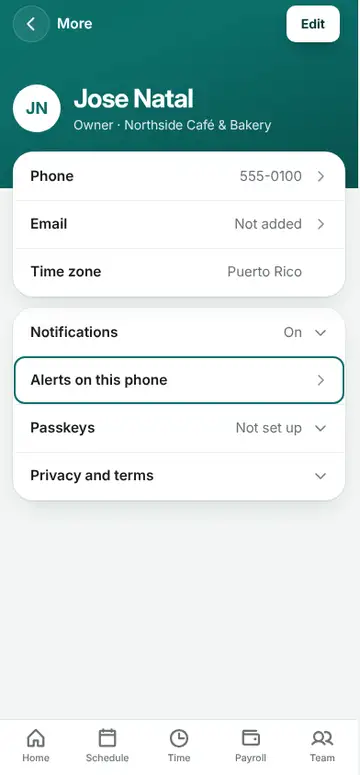 More
Edit
JN
Jose Natal
Owner · Northside Café & Bakery
Phone 555-0100
Email Not added
Time zone Puerto Rico
Notifications On
Alerts on this phone
Passkeys Not set up
Privacy and terms
Home Schedule Time Payroll Team